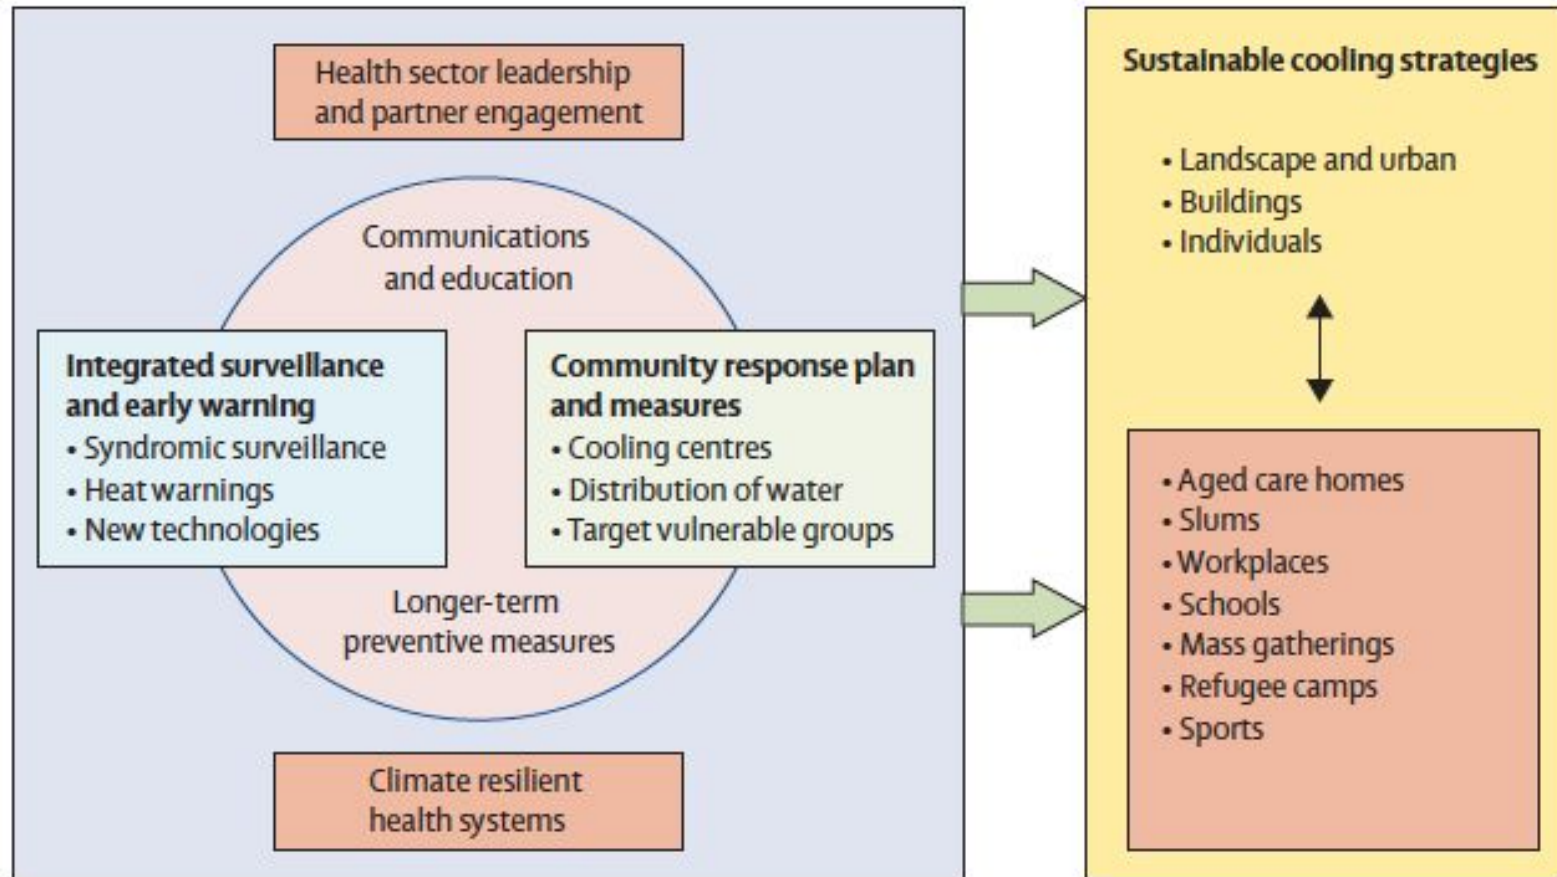 Health sector leadership
and partner engagement
Communications
and education
Integrated surveillance
and early warning
• Syndromic surveillance
• Heat warnings
• New technologies
Community response plan
and measures
• Cooling centres
• Distribution of water
• Target vulnerable groups
Longer-term
preventive measures
Climate resilient
health systems
Sustainable cooling strategies
• Landscape and urban
• Buildings
• Individuals
• Aged care homes
• Slums
• Workplaces
• Schools
• Mass gatherings
• Refugee camps
• Sports